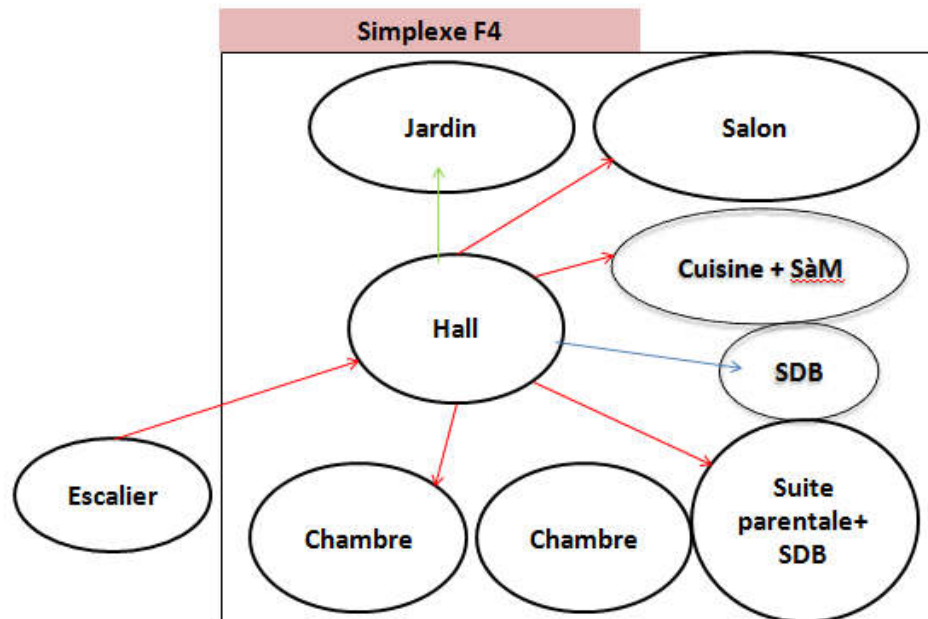 Simplexe F4
Jardin
Salon
Cuisine + SàM
Hall
SDB
Escalier
Chambre
Chambre
Suite
parentale+
SDB